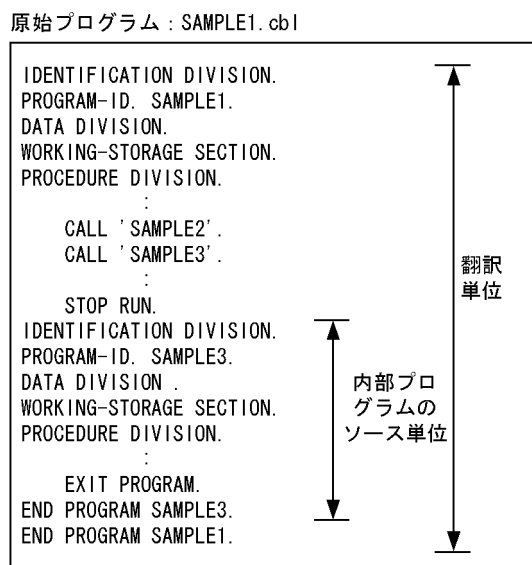 原始プログラム：SAMPLE1.cbl
IDENTIFICATION DIVISION.
PROGRAM-ID. SAMPLE1.
DATA DIVISION.
WORKING-STORAGE SECTION.
PROCEDURE DIVISION.
:
CALL 'SAMPLE2'.
CALL 'SAMPLE3'.
:
STOP RUN.
IDENTIFICATION DIVISION.
PROGRAM-ID. SAMPLE3.
DATA DIVISION .
WORKING-STORAGE SECTION.
PROCEDURE DIVISION.
:
EXIT PROGRAM.
END PROGRAM SAMPLE3.
END PROGRAM SAMPLE1.
内部プロ
グラムの
ソース単位
翻訳
単位